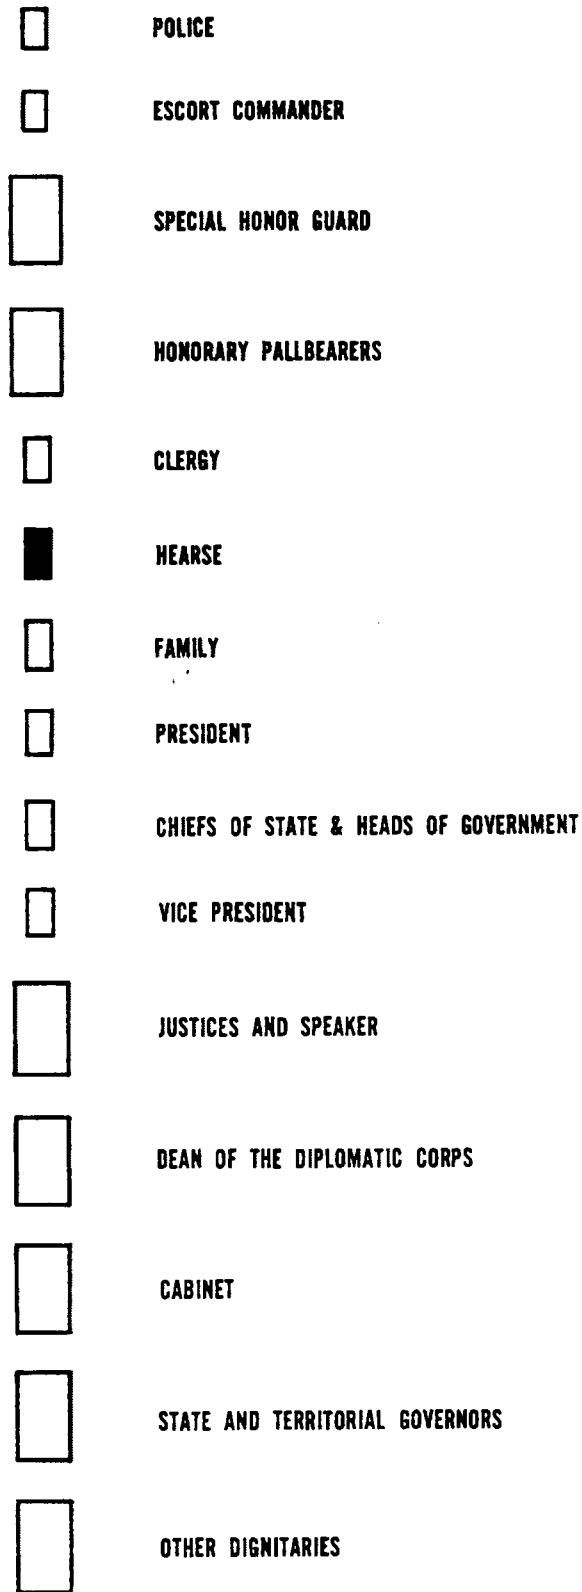 POLICE
ESCORT COMMANDER
SPECIAL HONOR GUARD
HONORARY PALLBEARERS
CLERGY
HEARSE
FAMILY
PRESIDENT
CHIEFS OF STATE & HEADS OF GOVERNMENT
VICE PRESIDENT
JUSTICES AND SPEAKER
DEAN OF THE DIPLOMATIC CORPS
CABINET
STATE AND TERRITORIAL GOVERNORS
OTHER DIGNITARIES